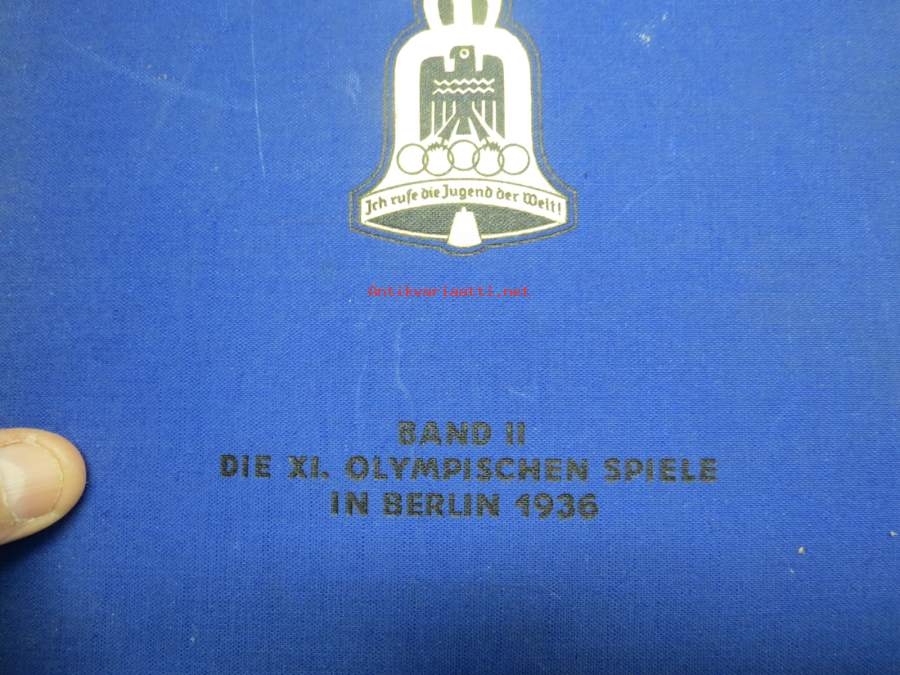 Ich rufe die Jugend der Welt!
Antikvariaatti.net
BAND II
DIE XI. OLYMPISCHEN SPIELE
IN BERLIN 1936